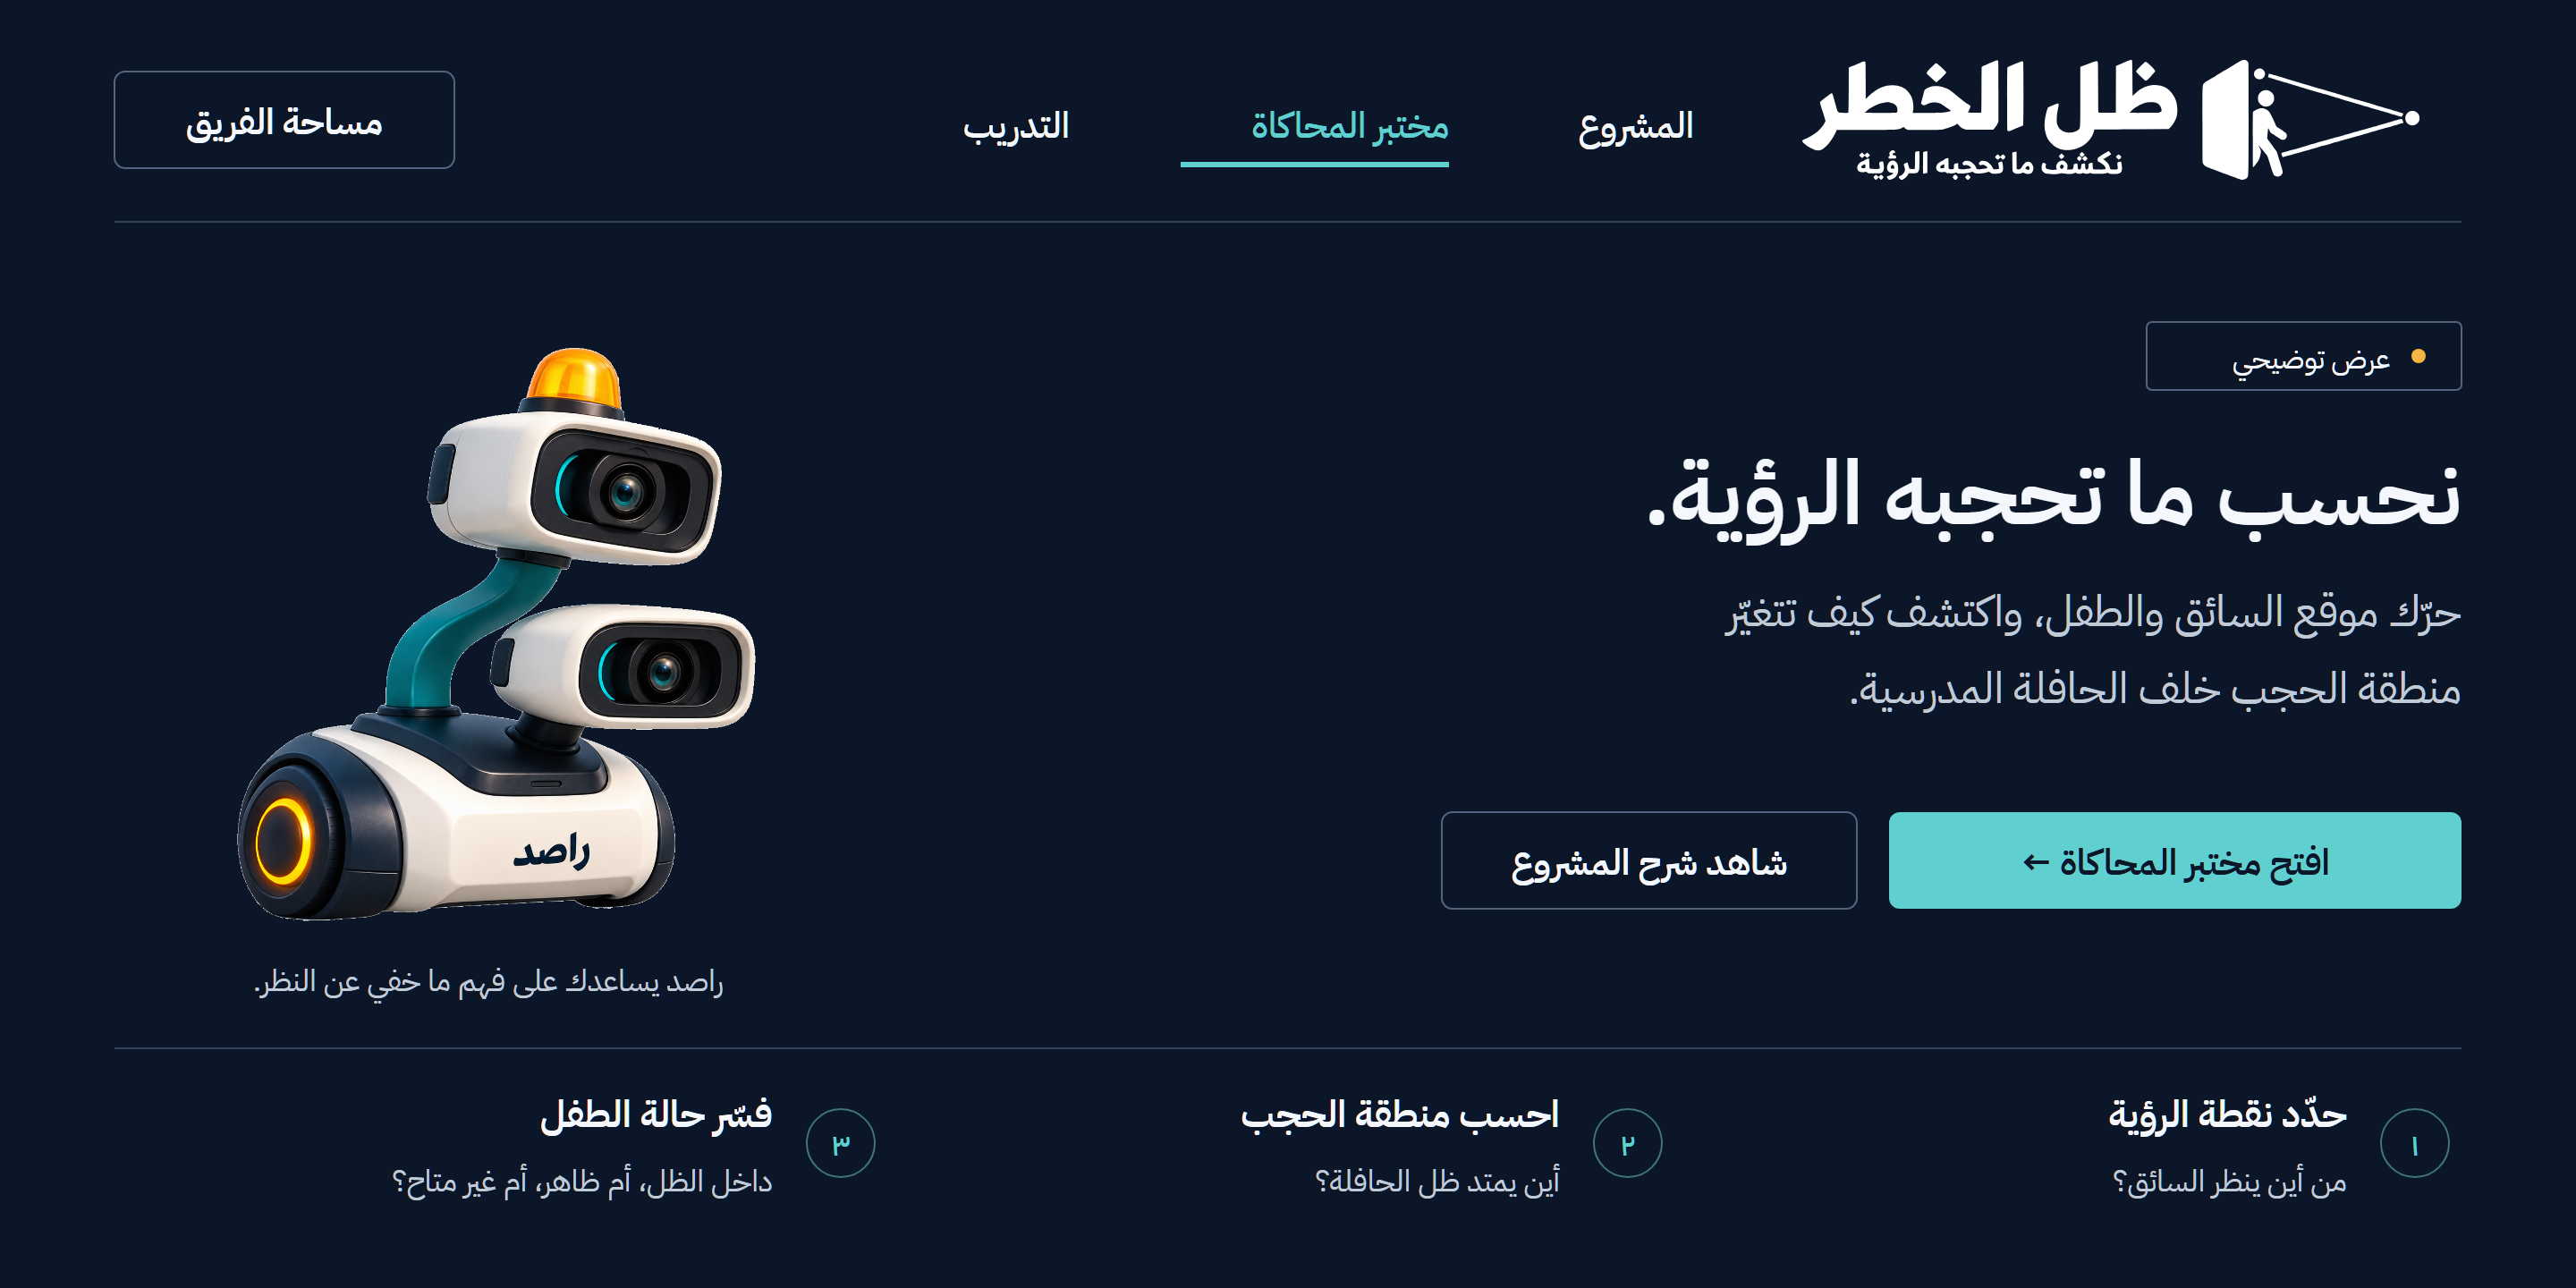 ظل الخطر
نكشف ما تحجبه الرؤية
المشروع
مختبر المحاكاة
التدريب
مساحة الفريق
عرض توضيحي
نحسب ما تحجبه الرؤية.
حرّك موقع السائق والطفل، واكتشف كيف تتغيّر
منطقة الحجب خلف الحافلة المدرسية.
افتح مختبر المحاكاة ←
شاهد شرح المشروع
راصد
راصد يساعدك على فهم ما خفي عن النظر.
١
حدّد نقطة الرؤية
من أين ينظر السائق؟
٢
احسب منطقة الحجب
أين يمتد ظل الحافلة؟
٣
فسّر حالة الطفل
داخل الظل، أم ظاهر، أم غير متاح؟